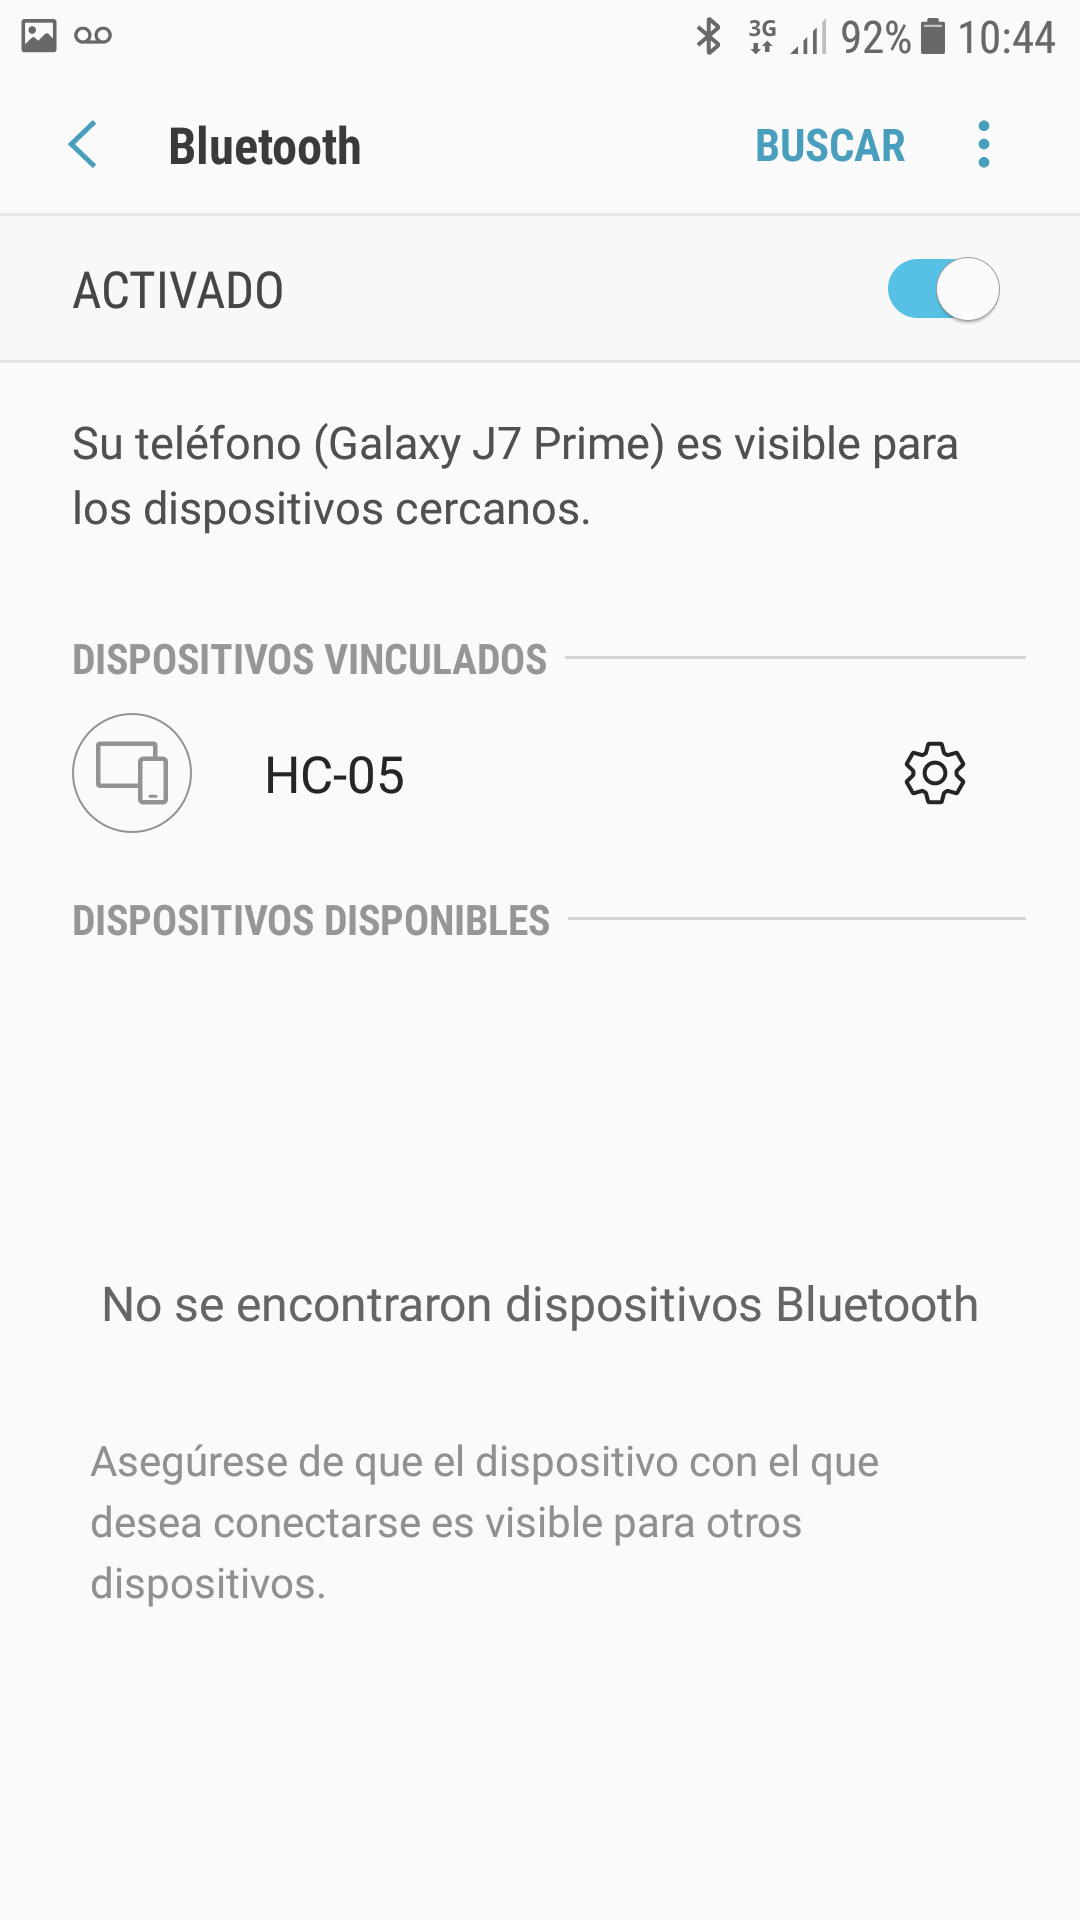 3G 92% 10:44
Bluetooth BUSCAR
ACTIVADO
Su teléfono (Galaxy J7 Prime) es visible para
los dispositivos cercanos.
DISPOSITIVOS VINCULADOS
HC-05
DISPOSITIVOS DISPONIBLES
No se encontraron dispositivos Bluetooth
Asegúrese de que el dispositivo con el que
desea conectarse es visible para otros
dispositivos.